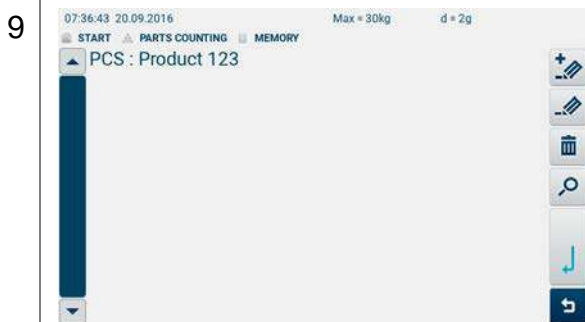 9
07:36:43 20.09.2016 Max = 30kg d = 2g
START PARTS COUNTING MEMORY
PCS : Product 123